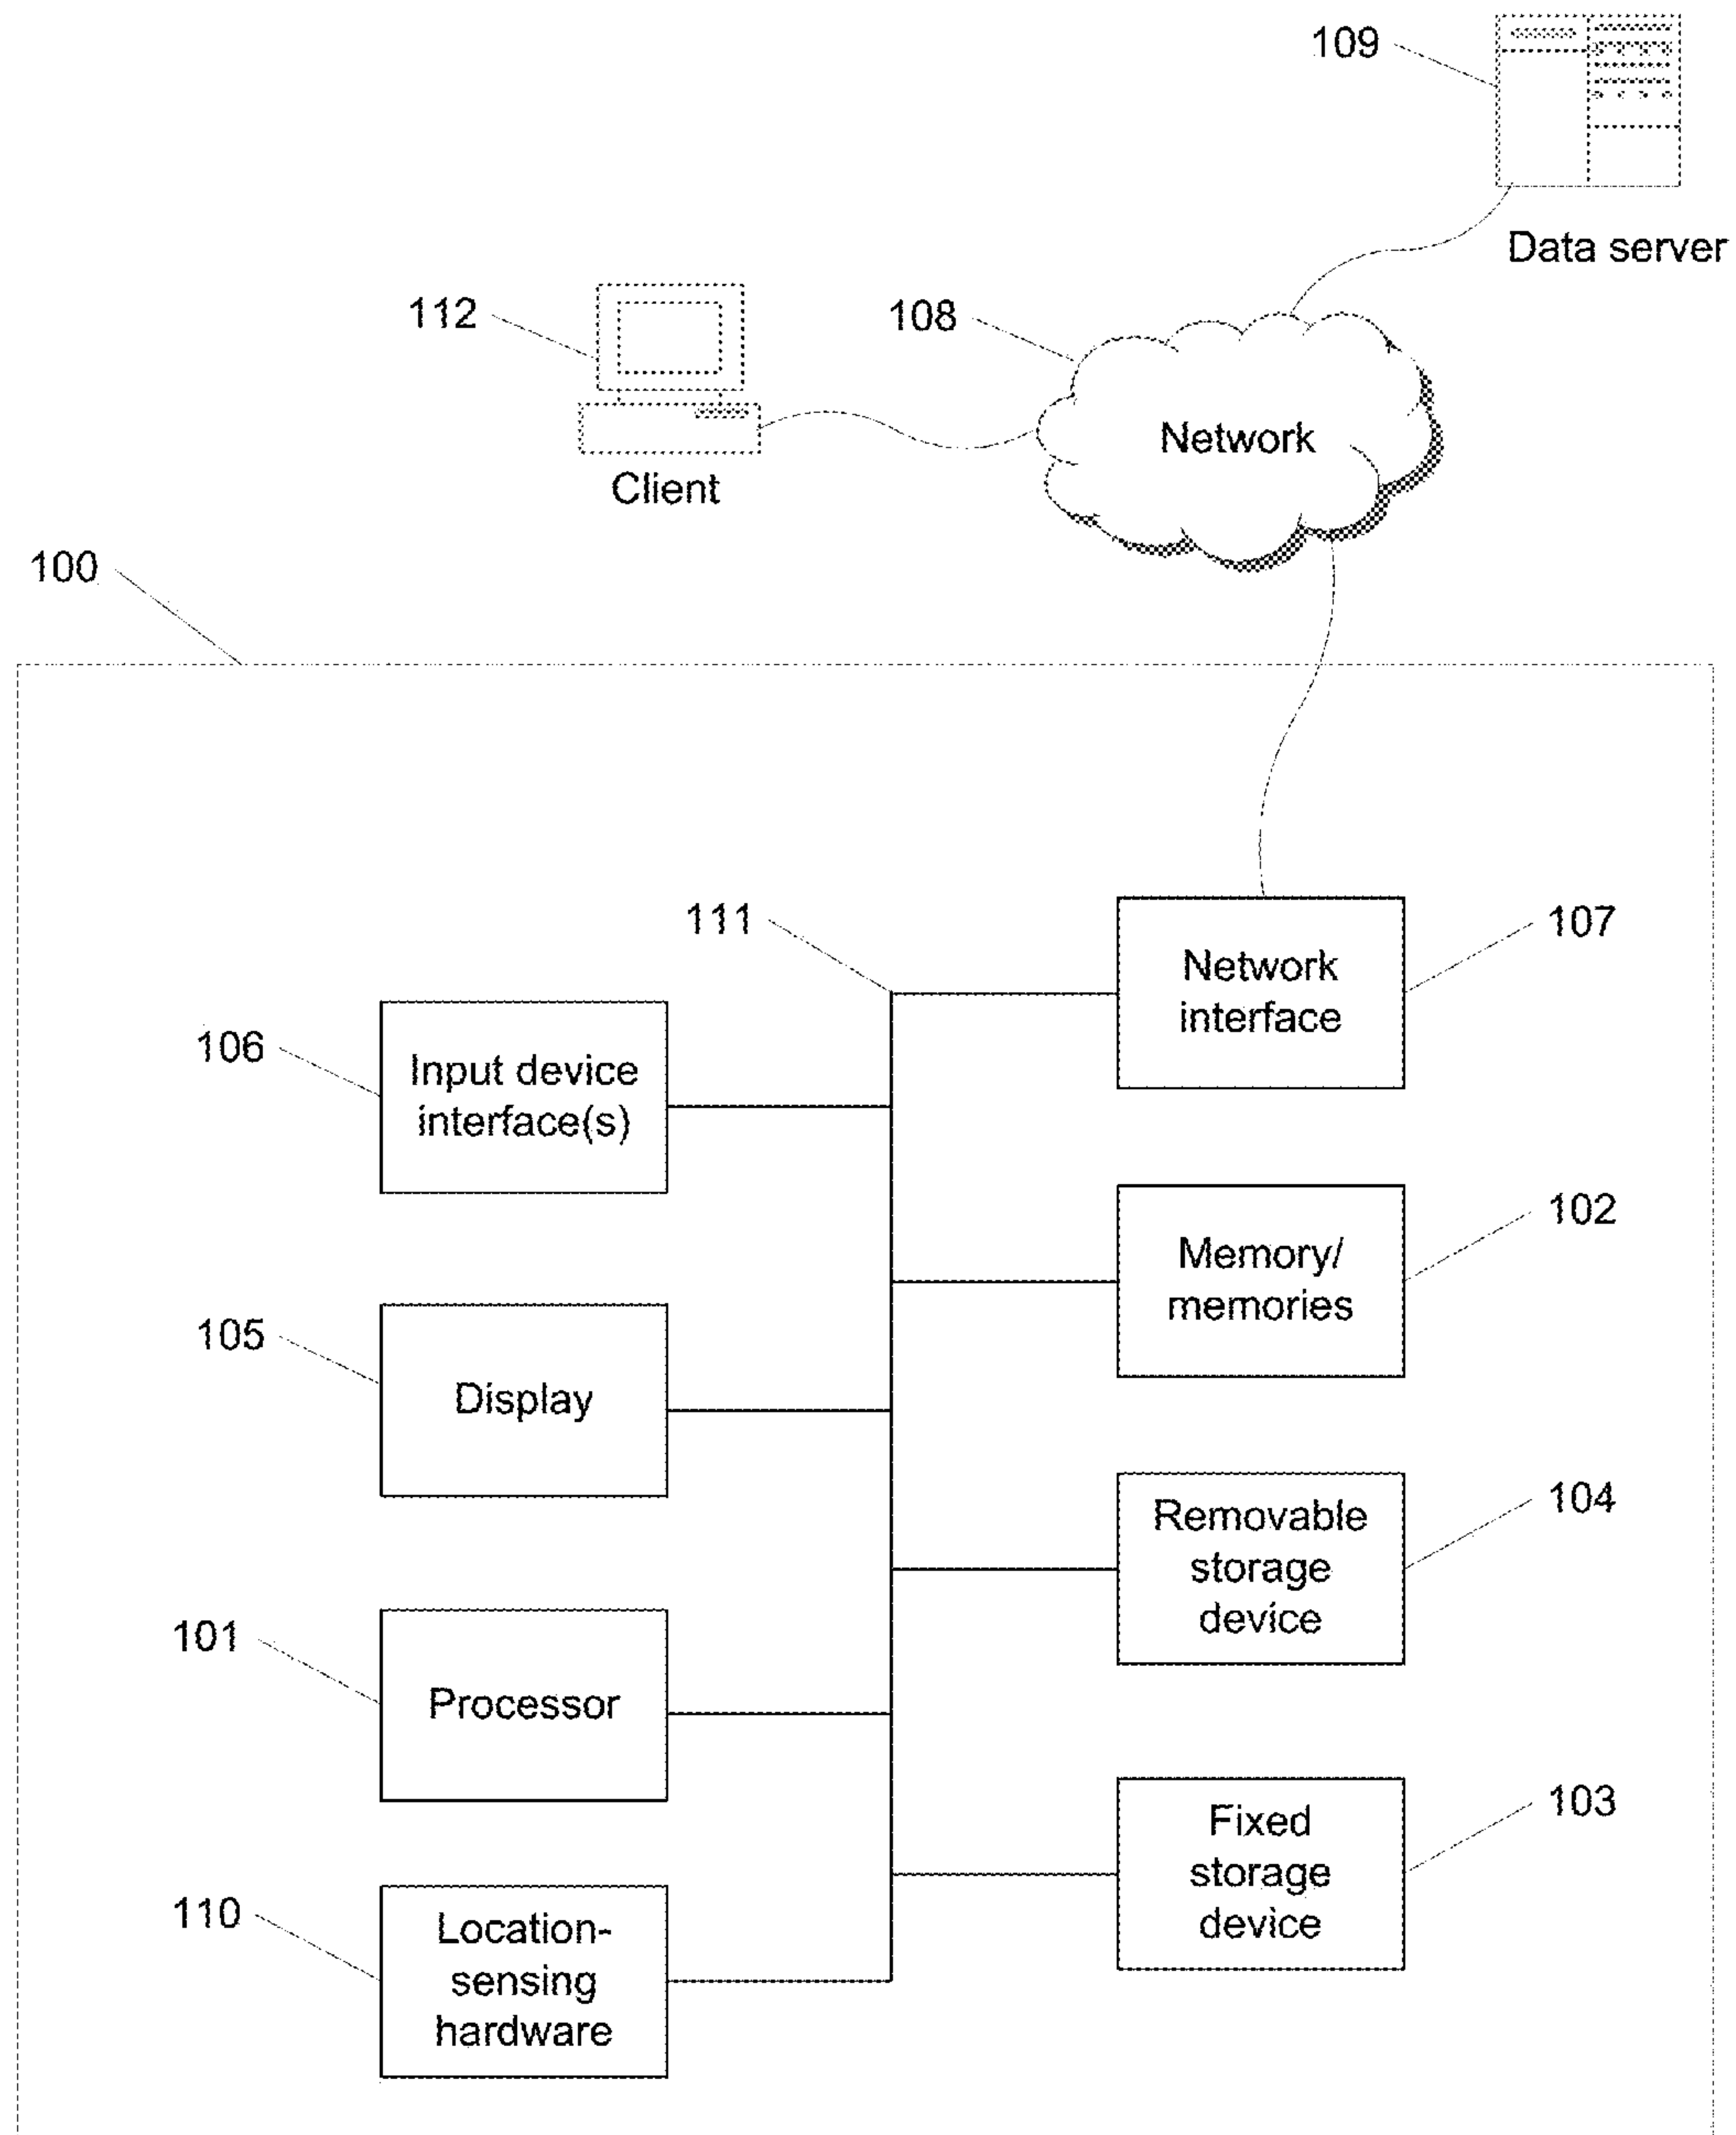 109
Data server
112
108
Network
Client
100
111
107
Network
interface
106
Input device
interface(s)
102
Memory/
memories
105
Display
104
Removable
storage
device
101
Processor
103
Fixed
storage
device
110
Location-
sensing
hardware